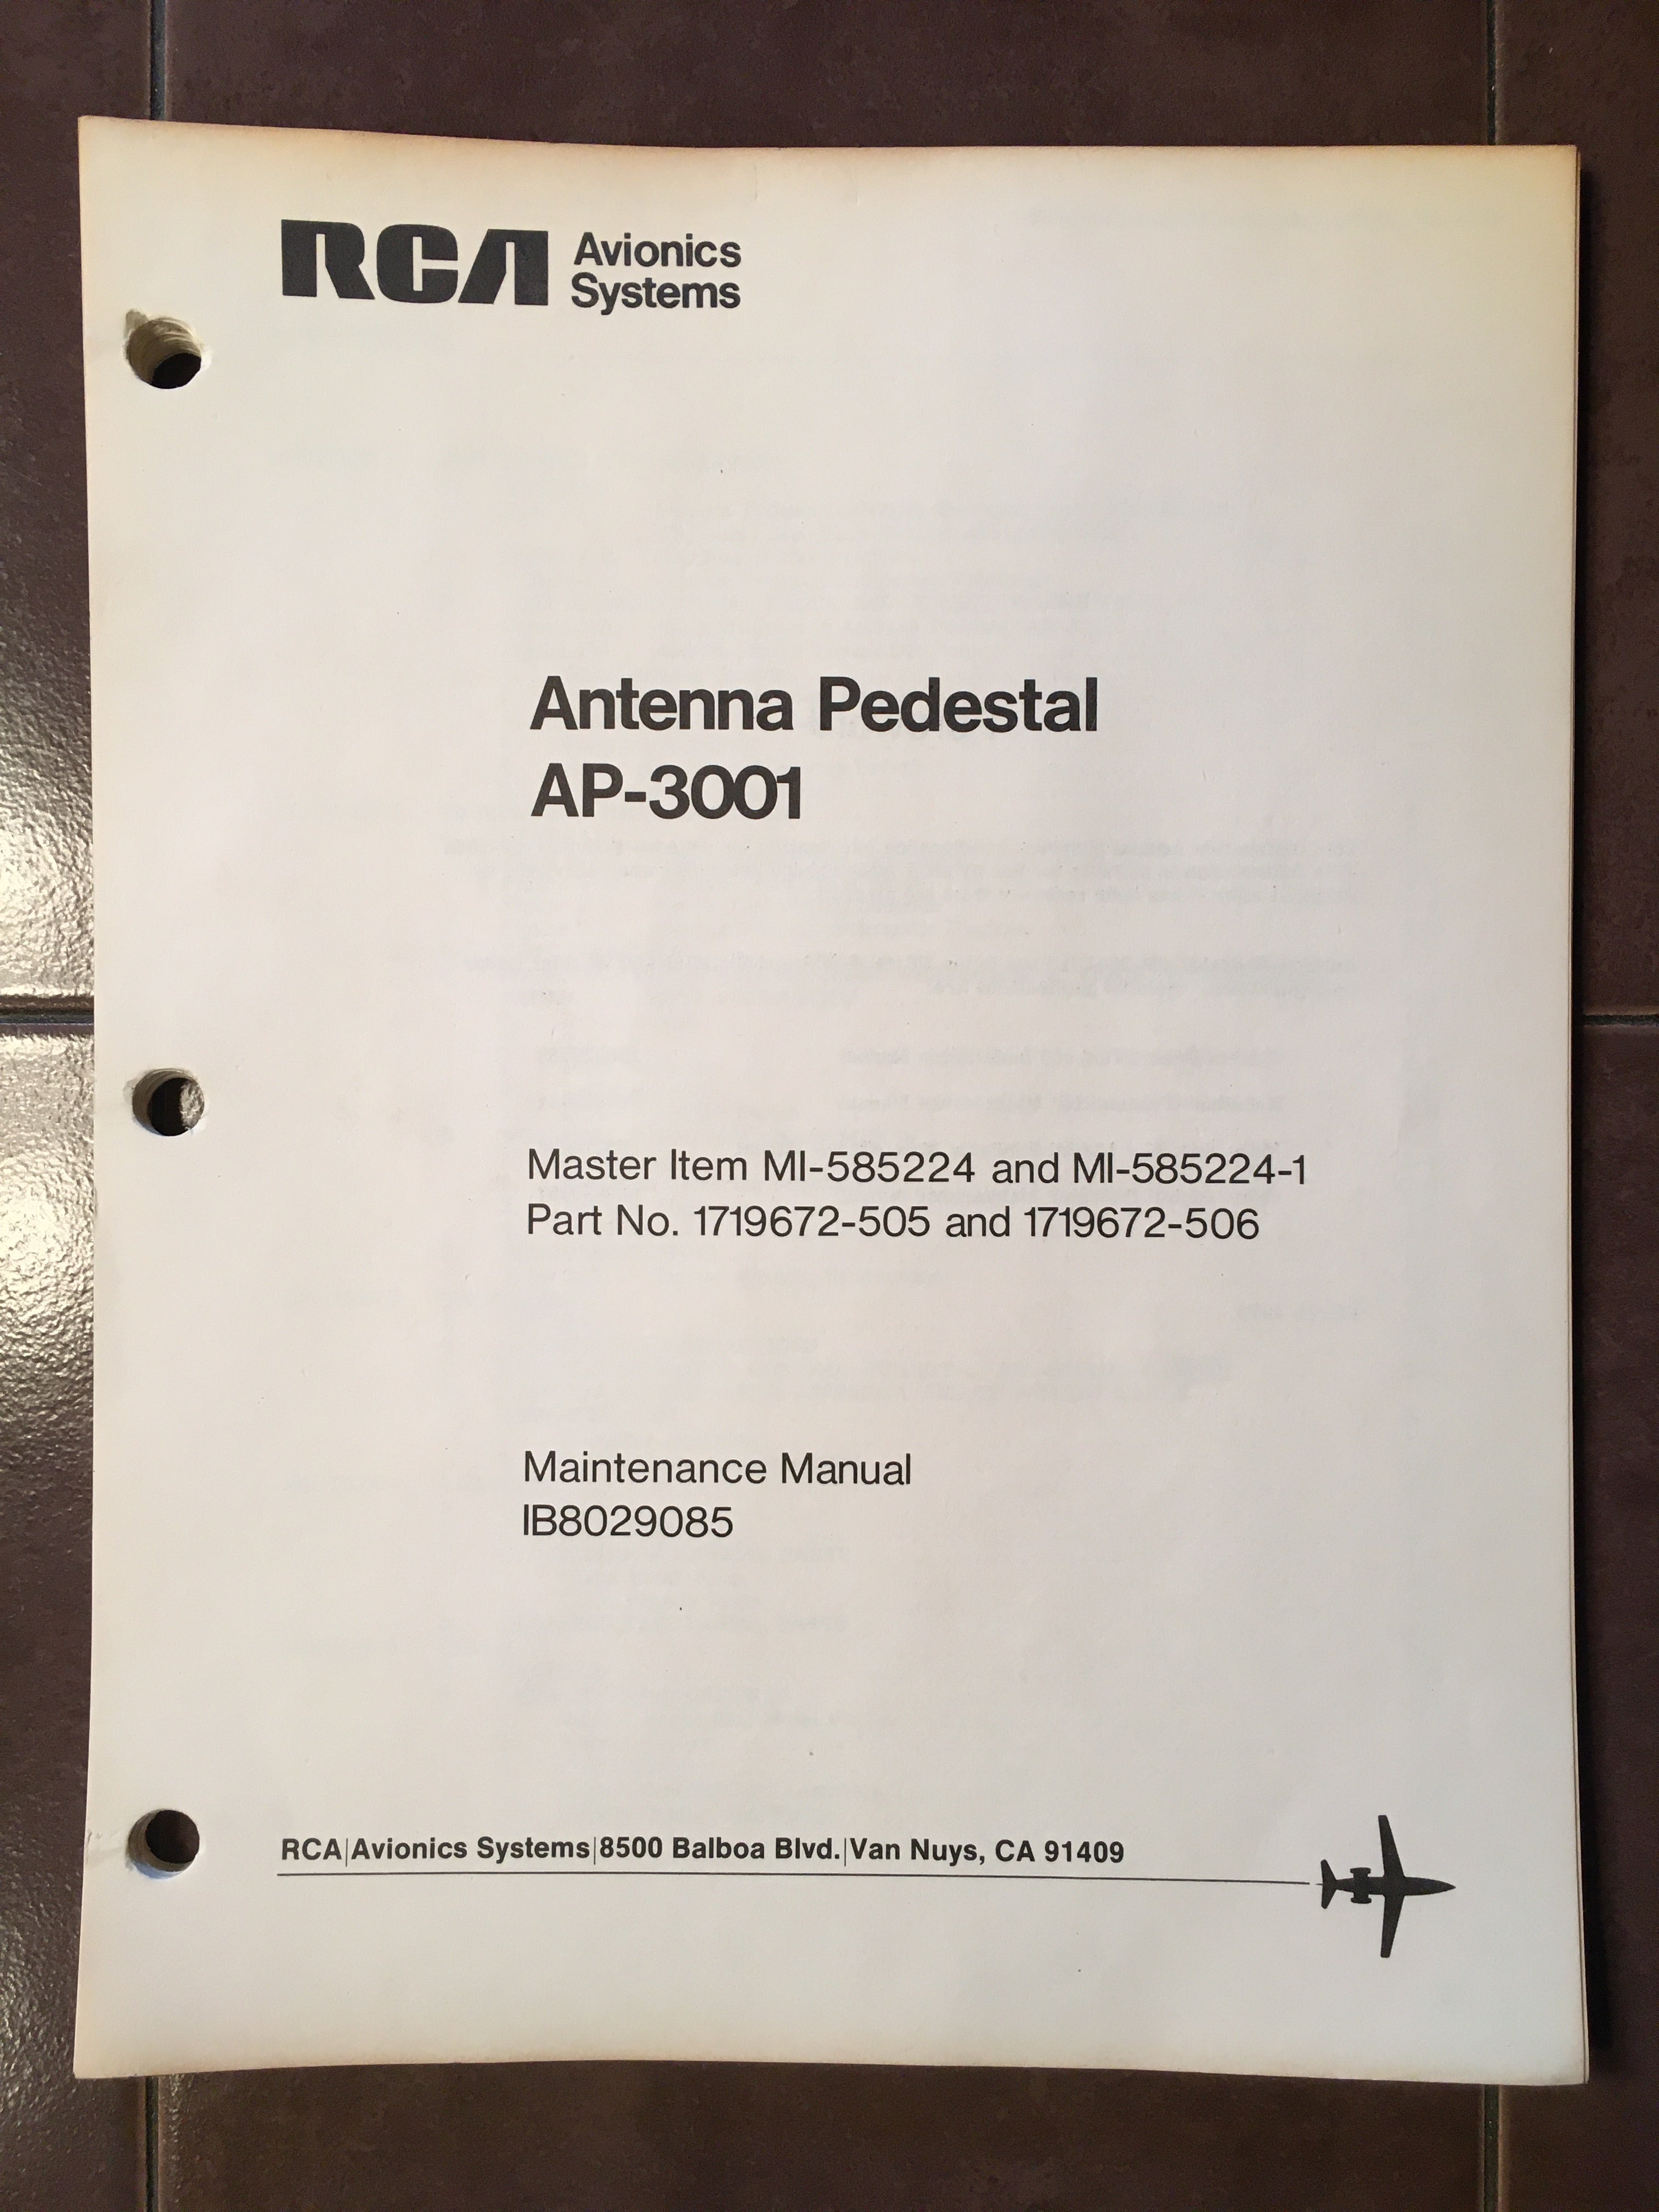 RCA Avionics
Systems
Antenna Pedestal
AP-3001
Master Item MI-585224 and MI-585224-1
Part No. 1719672-505 and 1719672-506
Maintenance Manual
IB8029085
RCA|Avionics Systems|8500 Balboa Blvd.|Van Nuys, CA 91409